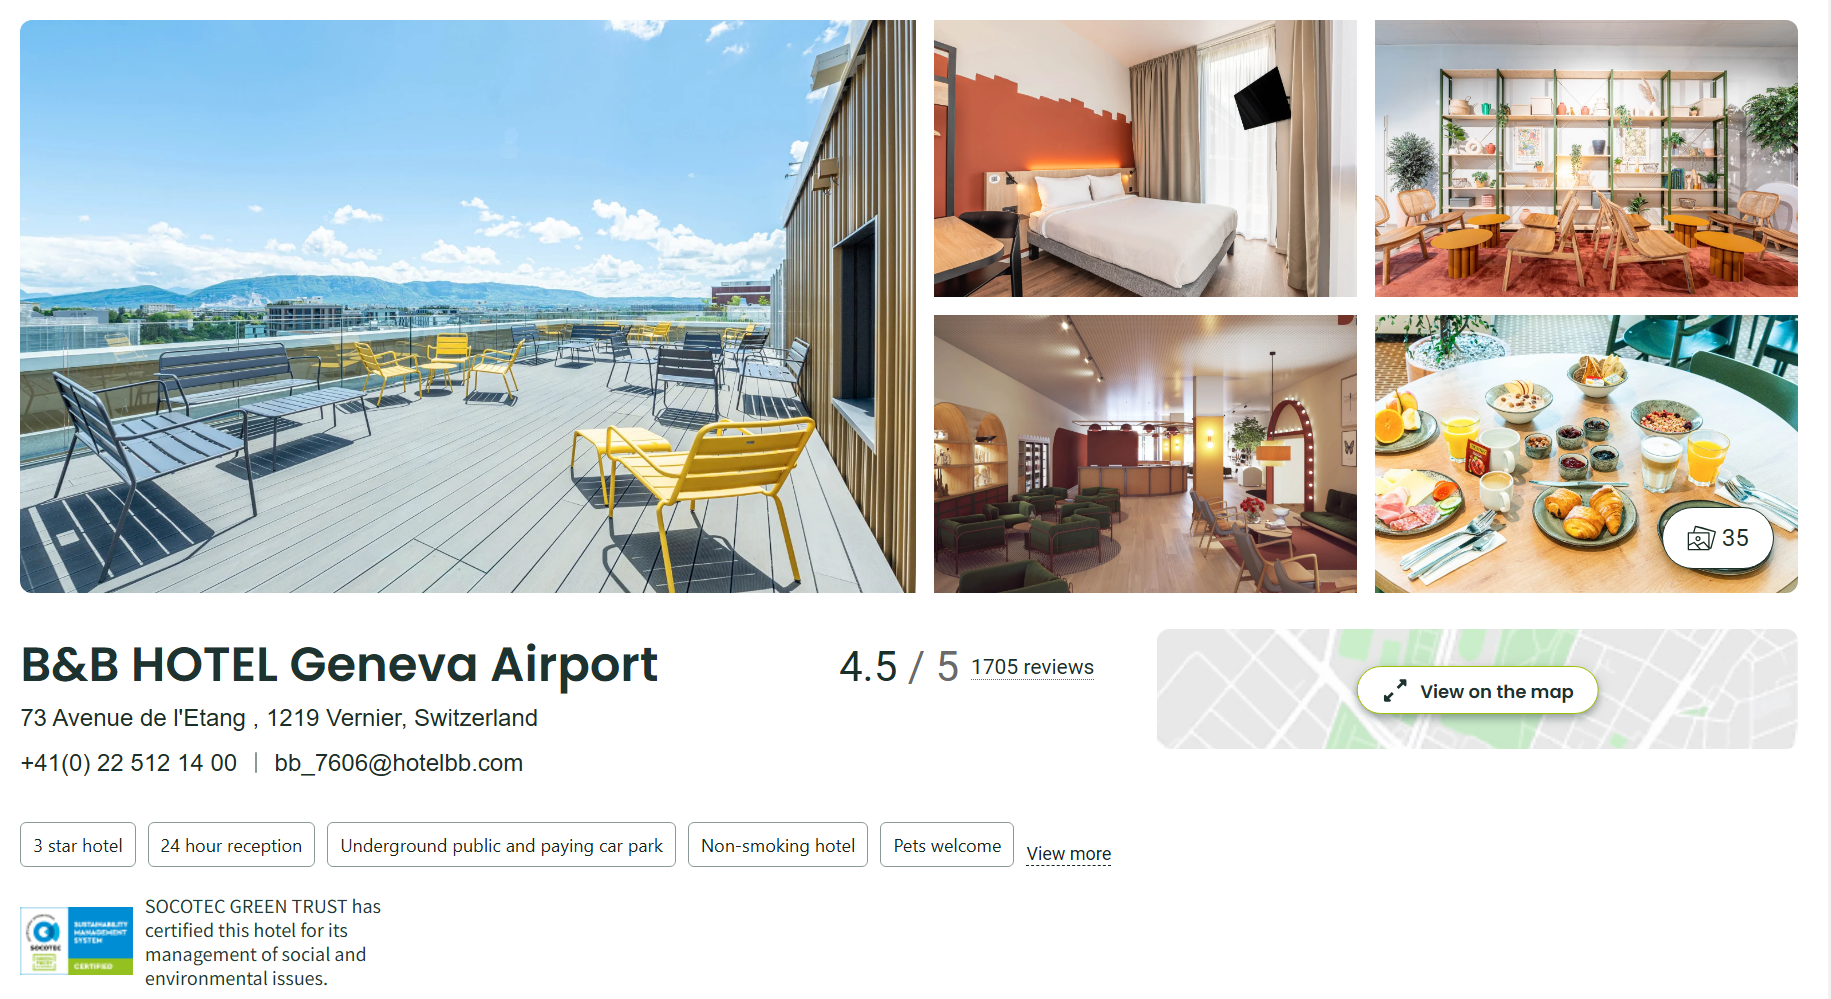 35
B&B HOTEL Geneva Airport
4.5 / 5 1705 reviews
View on the map
73 Avenue de l'Etang , 1219 Vernier, Switzerland
+41(0) 22 512 14 00 | bb_7606@hotelbb.com
3 star hotel
24 hour reception
Underground public and paying car park
Non-smoking hotel
Pets welcome
View more
SOCOTEC
SUSTAINABILITY
MANAGEMENT
SYSTEM
CERTIFIED
SOCOTEC GREEN TRUST has
certified this hotel for its
management of social and
environmental issues.